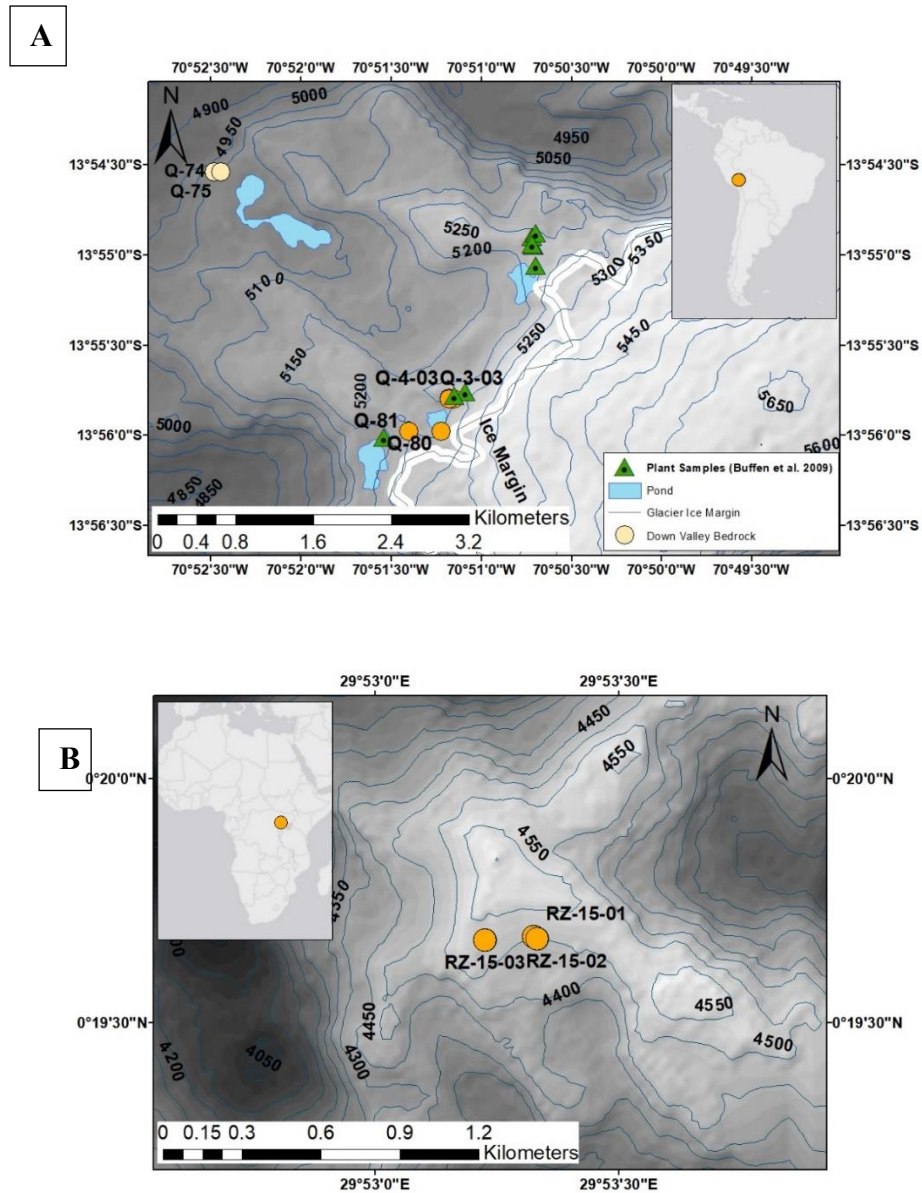 A
70°52'30"W 70°52'0"W 70°51'30"W 70°51'0"W 70°50'30"W 70°50'0"W 70°49'30"W
N
4900
5000
4950
4950
5050
13°54'30"S
13°54'30"S
Q-74
Q-75
5250
5200
5350
5300
13°55'0"S
13°55'0"S
5100
5250
5450
13°55'30"S
13°55'30"S
5150
5200
Q-4-03 Q-3-03
5650
Q-81
Q-80
5000
5600
13°56'0"S
13°56'0"S
Ice Margin
4850
4850
Plant Samples (Buffen et al. 2009)
Pond
Glacier Ice Margin
Down Valley Bedrock
13°56'30"S
13°56'30"S
Kilometers
0 0.4 0.8 1.6 2.4 3.2
70°52'30"W 70°52'0"W 70°51'30"W 70°51'0"W 70°50'30"W 70°50'0"W 70°49'30"W
29°53'0"E 29°53'30"E
N
4450
4550
B
0°20'0"N
0°20'0"N
4550
4350
RZ-15-01
RZ-15-03 RZ-15-02
4400
4550
4450
4500
0°19'30"N
0°19'30"N
4200
4050
4300
0 0.15 0.3 0.6 0.9 1.2
Kilometers
29°53'0"E 29°53'30"E